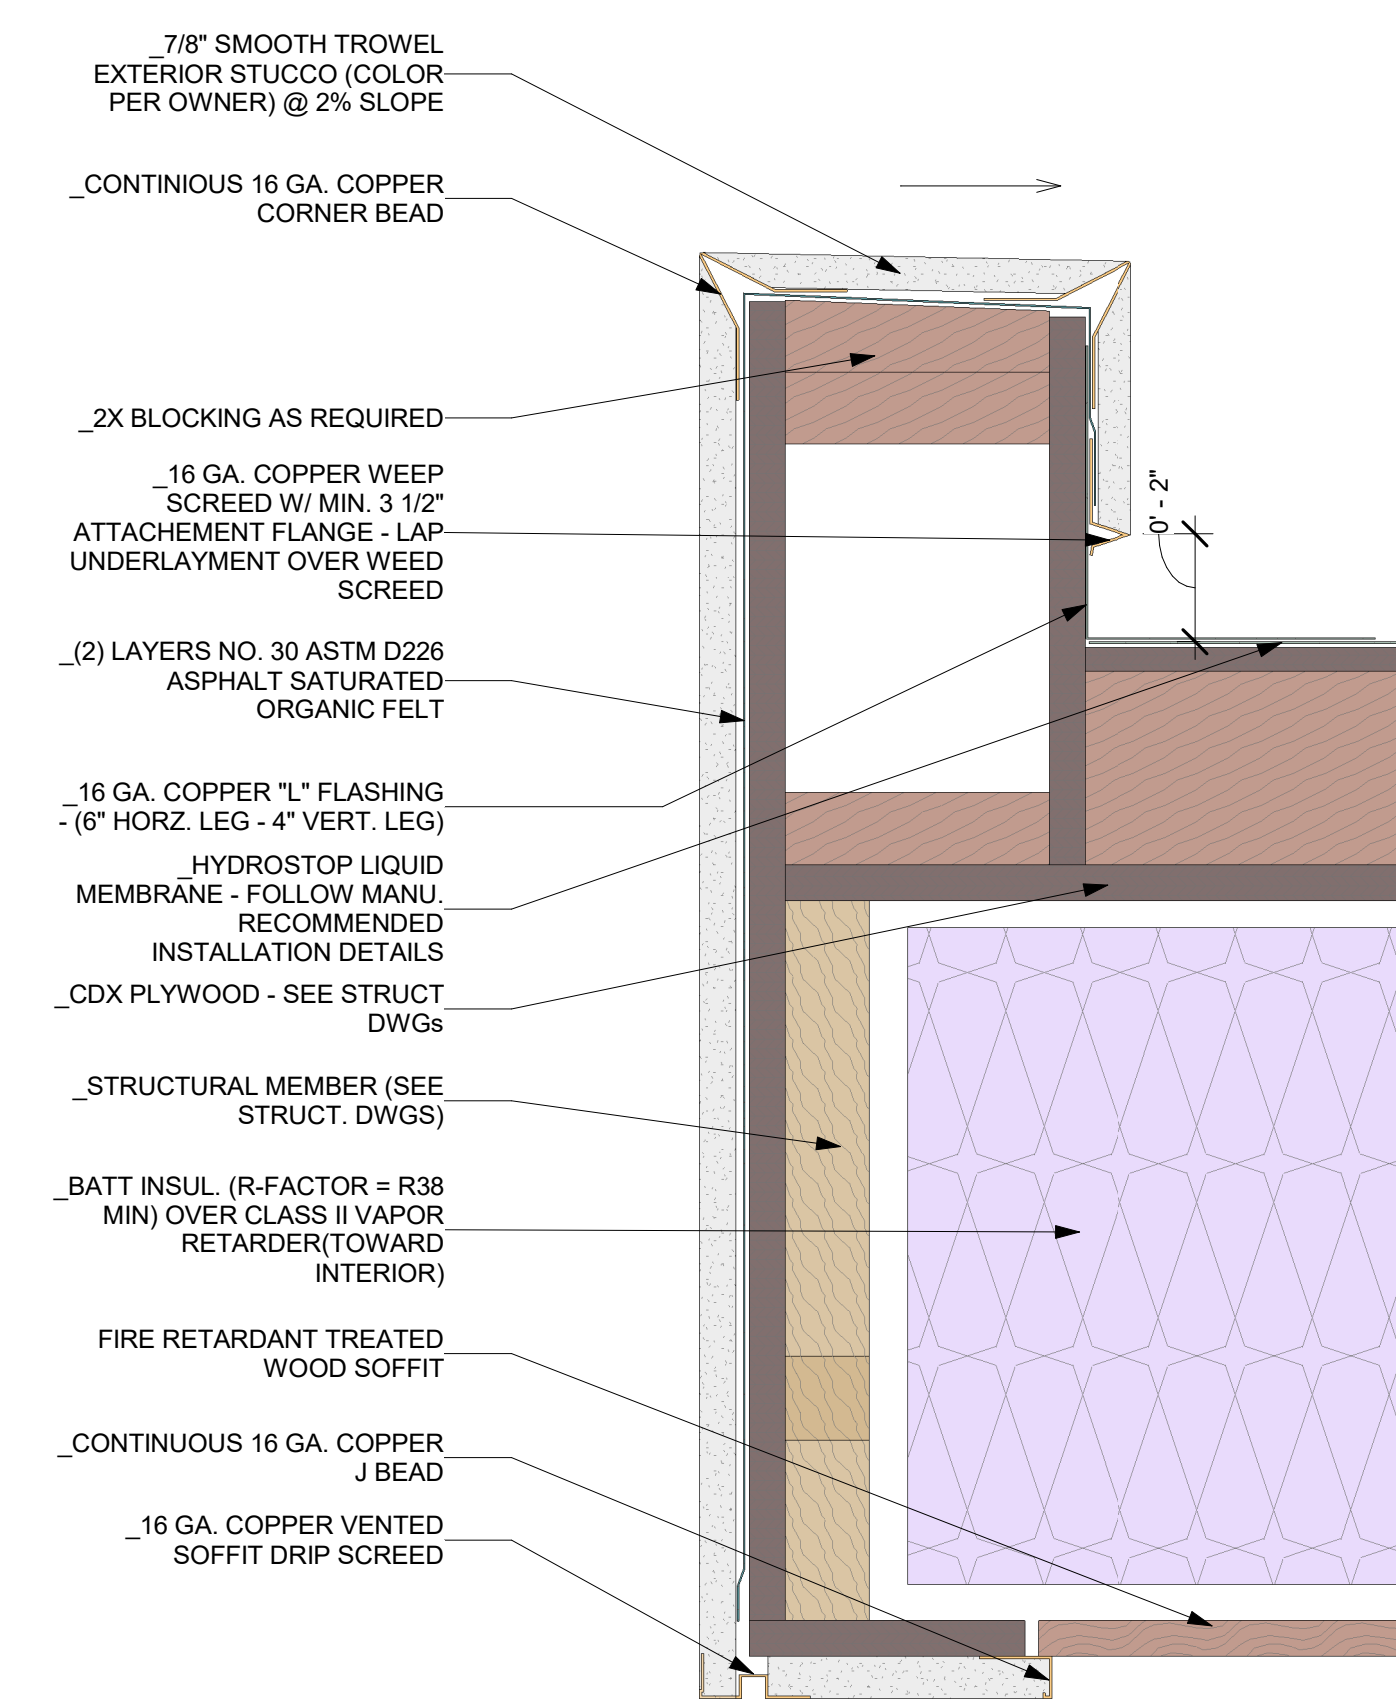 _7/8" SMOOTH TROWEL
EXTERIOR STUCCO (COLOR
PER OWNER) @ 2% SLOPE
_CONTINIOUS 16 GA. COPPER
CORNER BEAD
_2X BLOCKING AS REQUIRED
_16 GA. COPPER WEEP
SCREED W/ MIN. 3 1/2"
ATTACHEMENT FLANGE - LAP
UNDERLAYMENT OVER WEED
SCREED
0' - 2"
_(2) LAYERS NO. 30 ASTM D226
ASPHALT SATURATED
ORGANIC FELT
_16 GA. COPPER "L" FLASHING
- (6" HORZ. LEG - 4" VERT. LEG)
_HYDROSTOP LIQUID
MEMBRANE - FOLLOW MANU.
RECOMMENDED
INSTALLATION DETAILS
_CDX PLYWOOD - SEE STRUCT
DWGs
_STRUCTURAL MEMBER (SEE
STRUCT. DWGS)
_BATT INSUL. (R-FACTOR = R38
MIN) OVER CLASS II VAPOR
RETARDER(TOWARD
INTERIOR)
FIRE RETARDANT TREATED
WOOD SOFFIT
_CONTINUOUS 16 GA. COPPER
J BEAD
_16 GA. COPPER VENTED
SOFFIT DRIP SCREED